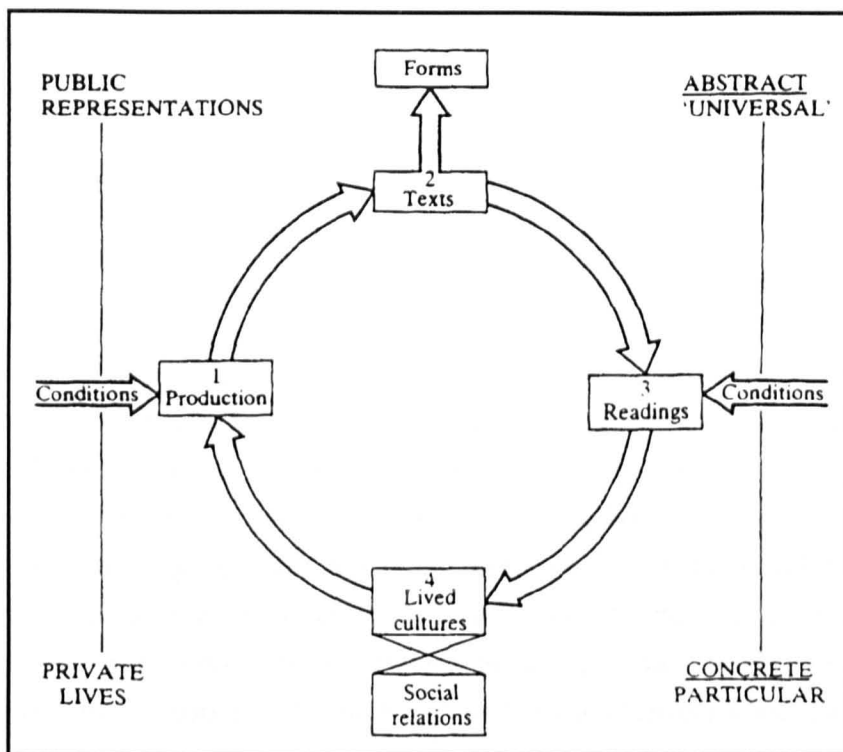 PUBLIC
REPRESENTATIONS
Forms
ABSTRACT
'UNIVERSAL'
2
Texts
Conditions
1
Production
3
Readings
Conditions
4
Lived
cultures
PRIVATE
LIVES
Social
relations
CONCRETE
PARTICULAR